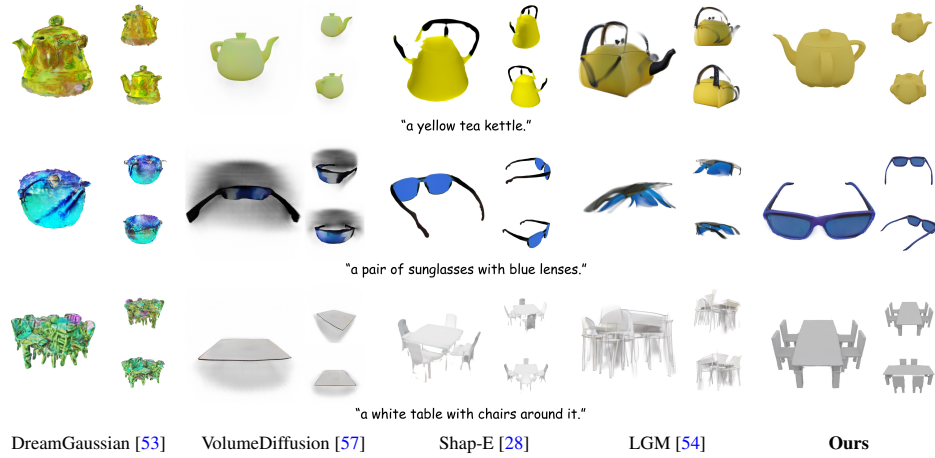 “a yellow tea kettle.”
“a pair of sunglasses with blue lenses.”
“a white table with chairs around it.”
DreamGaussian [53] VolumeDiffusion [57] Shap-E [28] LGM [54] Ours